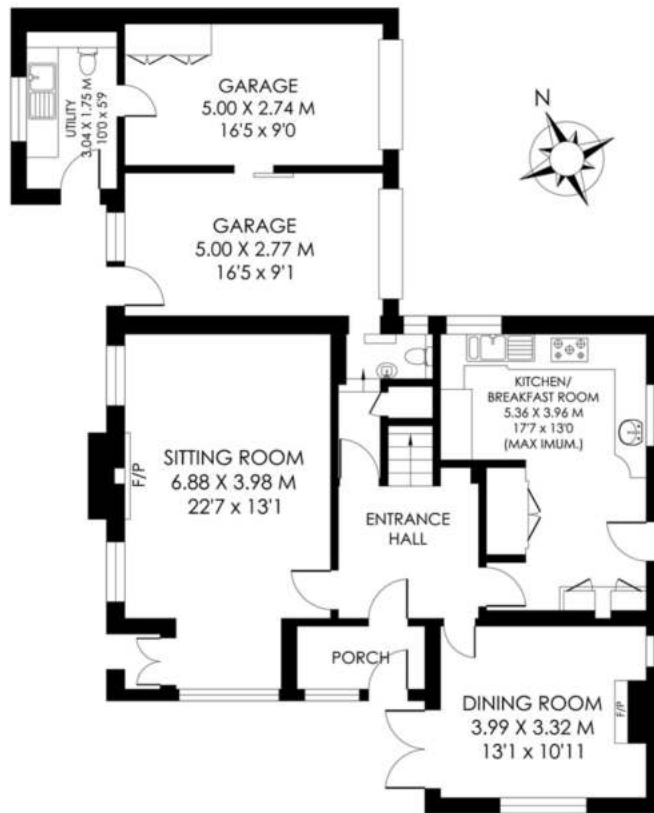 GARAGE
5.00 X 2.74 M
16'5 x 9'0
UTILITY
3.04 X 1.75 M
10'0 x 5'9
N
GARAGE
5.00 X 2.77 M
16'5 x 9'1
KITCHEN/
BREAKFAST ROOM
5.36 X 3.96 M
17'7 x 13'0
(MAX IMUM.)
SITTING ROOM
6.88 X 3.98 M
22'7 x 13'1
F/P
ENTRANCE
HALL
PORCH
DINING ROOM
3.99 X 3.32 M
13'1 x 10'11
F/P